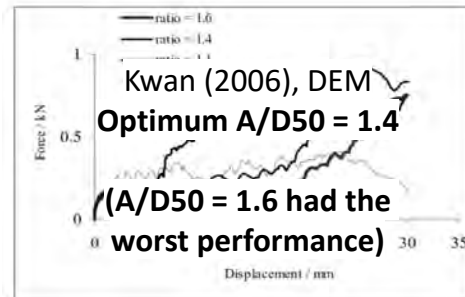 ratio = 1.6
ratio = 1.4
1
Kwan (2006), DEM
Optimum A/D50 = 1.4
0.5
Force / kN
(A/D50 = 1.6 had the
worst performance)
0
0
30
35
Displacement / mm